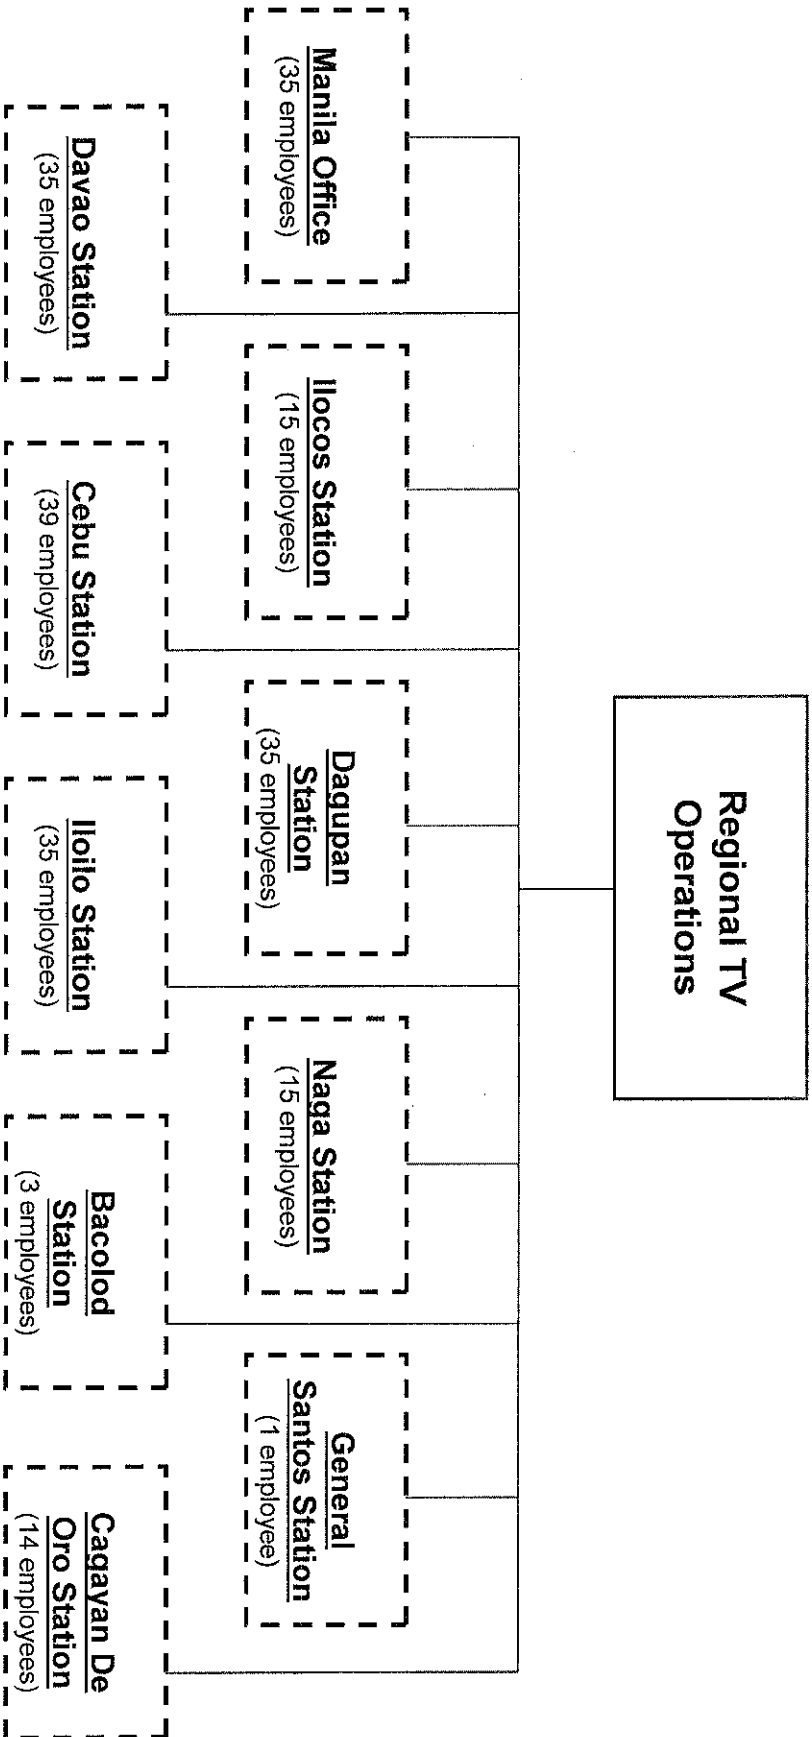 Regional TV
Operations
Manila Office
(35 employees)
Ilocos Station
(15 employees)
Dagupan
Station
(35 employees)
Naga Station
(15 employees)
General
Santos Station
(1 employee)
Davao Station
(35 employees)
Cebu Station
(39 employees)
Iloilo Station
(35 employees)
Bacolod
Station
(3 employees)
Cagayan De
Oro Station
(14 employees)